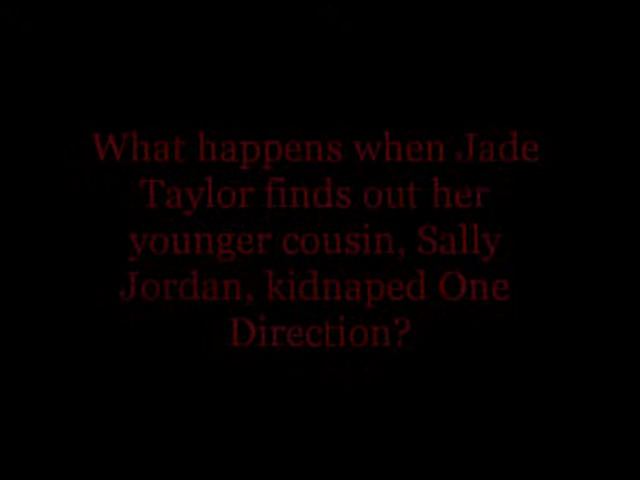 What happens when Jade
Taylor finds out her
younger cousin, Sally
Jordan, kidnaped One
Direction?